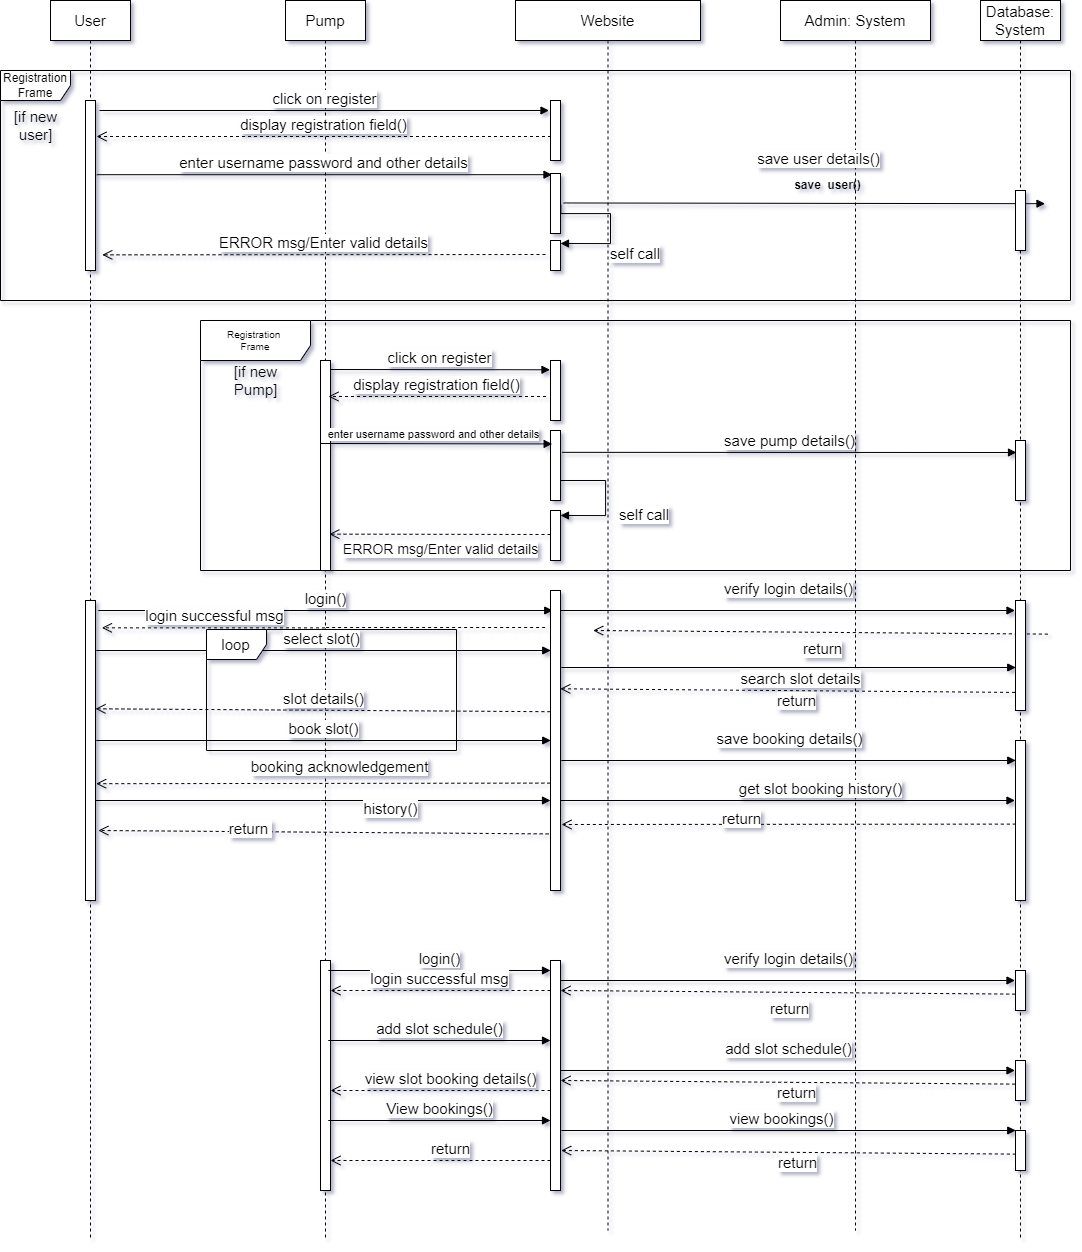 User
Pump
Website
Admin: System
Database:
System
Registration
Frame
[if new
user]
click on register
display registration field()
enter username password and other details
save user details()
save user()
ERROR msg/Enter valid details
self call
Registration
Frame
[if new
Pump]
click on register
display registration field()
enter username password and other details
save pump details()
self call
ERROR msg/Enter valid details
login()
verify login details()
login successful msg
loop
select slot()
return
search slot details
slot details()
return
book slot()
save booking details()
booking acknowledgement
get slot booking history()
history()
return
return
login()
verify login details()
login successful msg
return
add slot schedule()
add slot schedule()
view slot booking details()
return
View bookings()
view bookings()
return
return